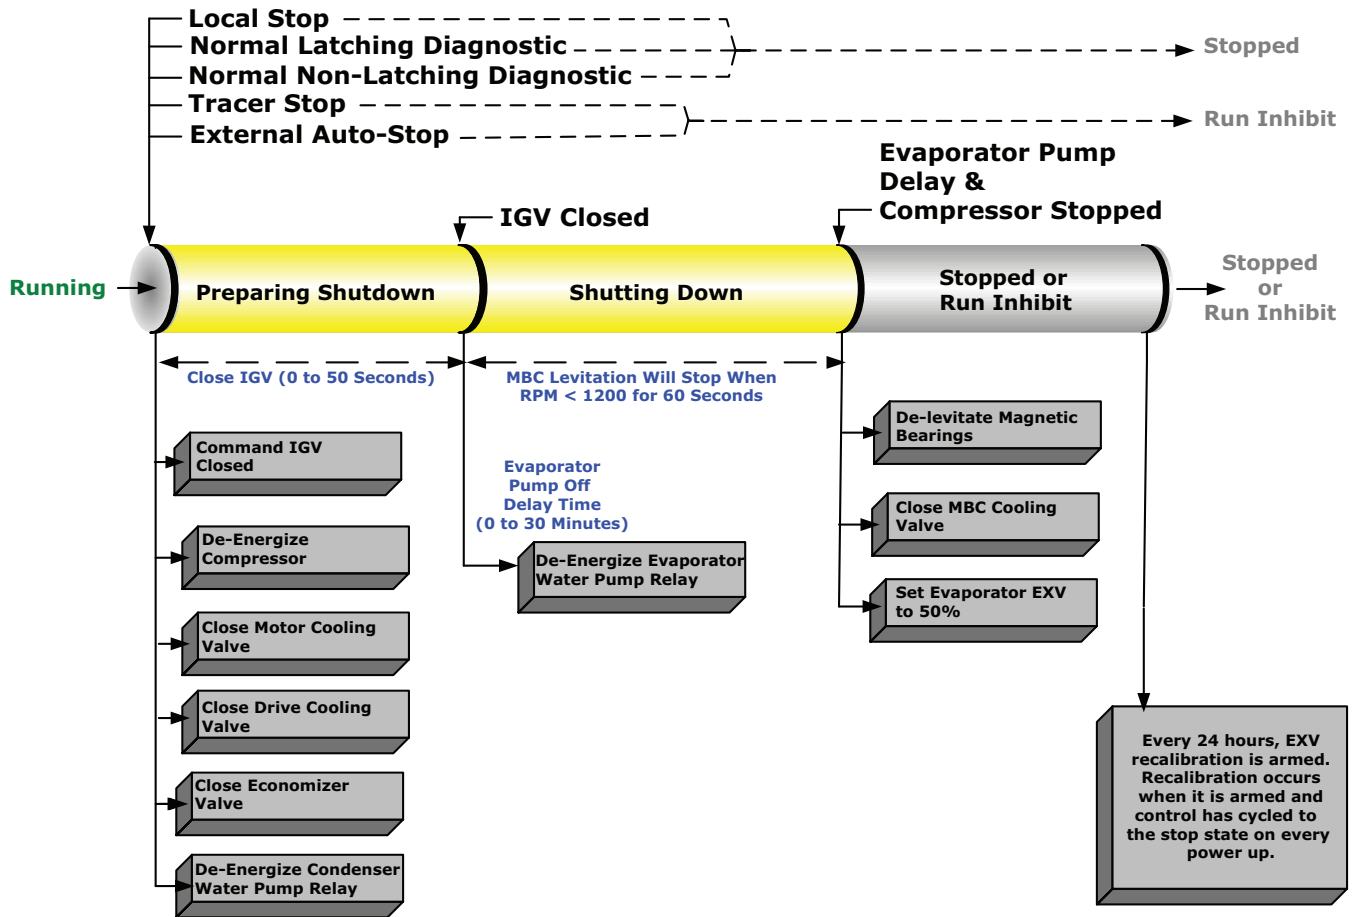 Local Stop
Normal Latching Diagnostic
Normal Non-Latching Diagnostic
Tracer Stop
External Auto-Stop
Stopped
Run Inhibit
Evaporator Pump
Delay &
Compressor Stopped
IGV Closed
Running
Preparing Shutdown
Shutting Down
Stopped or
Run Inhibit
Stopped
or
Run Inhibit
Close IGV (0 to 50 Seconds)
MBC Levitation Will Stop When
RPM < 1200 for 60 Seconds
Command IGV
Closed
De-Energize
Compressor
Close Motor Cooling
Valve
Close Drive Cooling
Valve
Close Economizer
Valve
De-Energize Condenser
Water Pump Relay
Evaporator
Pump Off
Delay Time
(0 to 30 Minutes)
De-Energize Evaporator
Water Pump Relay
De-levitate Magnetic
Bearings
Close MBC Cooling
Valve
Set Evaporator EXV
to 50%
Every 24 hours, EXV
recalibration is armed.
Recalibration occurs
when it is armed and
control has cycled to
the stop state on every
power up.